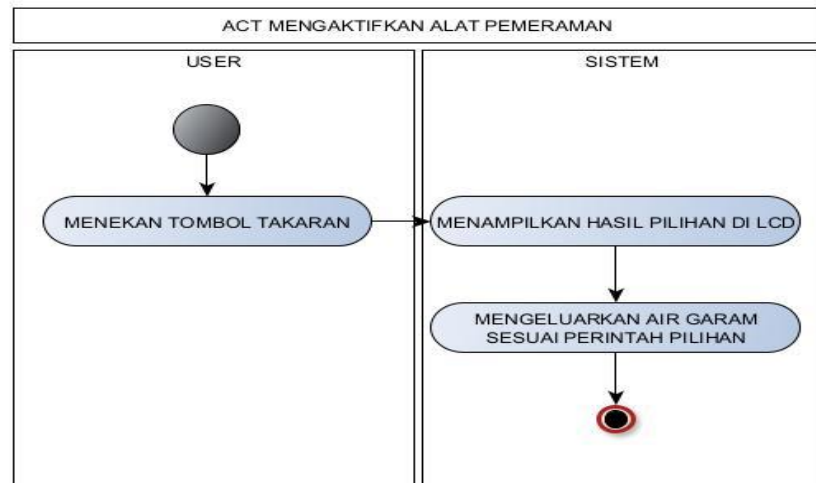 ACT MENGAKTIFKAN ALAT PEMERAMAN
USER
SISTEM
MENEKAN TOMBOL TAKARAN
MENAMPILKAN HASIL PILIHAN DI LCD
MENGELUARKAN AIR GARAM
SESUAI PERINTAH PILIHAN